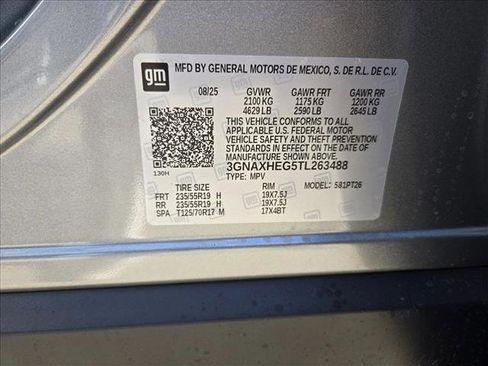 gm
MFD BY GENERAL MOTORS DE MEXICO, S. DE R.L. DE C.V.
08/25 GVWR GAWR FRT GAWR RR
2100 KG 1175 KG 1200 KG
4629 LB 2590 LB 2645 LB
THIS VEHICLE CONFORMS TO ALL
APPLICABLE U.S. FEDERAL MOTOR
VEHICLE SAFETY AND THEFT PREVENTION
STANDARDS IN EFFECT ON THE DATE OF
MANUFACTURE SHOWN ABOVE.
3GNAXHEG5TL263488
130H TYPE: MPV
TIRE SIZE RIM MODEL: 581PT26
FRT 235/55R19 H 19X7.5J
RR 235/55R19 H 19X7.5J
SPA T125/70R17 M 17X4BT